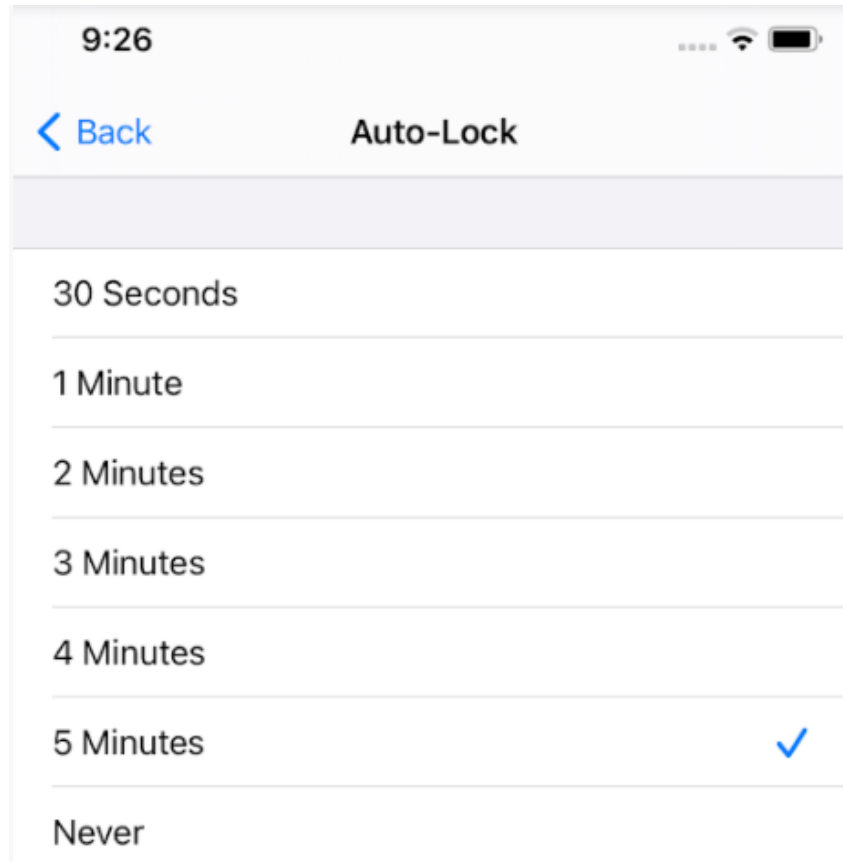 9:26
Back Auto-Lock
30 Seconds
1 Minute
2 Minutes
3 Minutes
4 Minutes
5 Minutes
Never